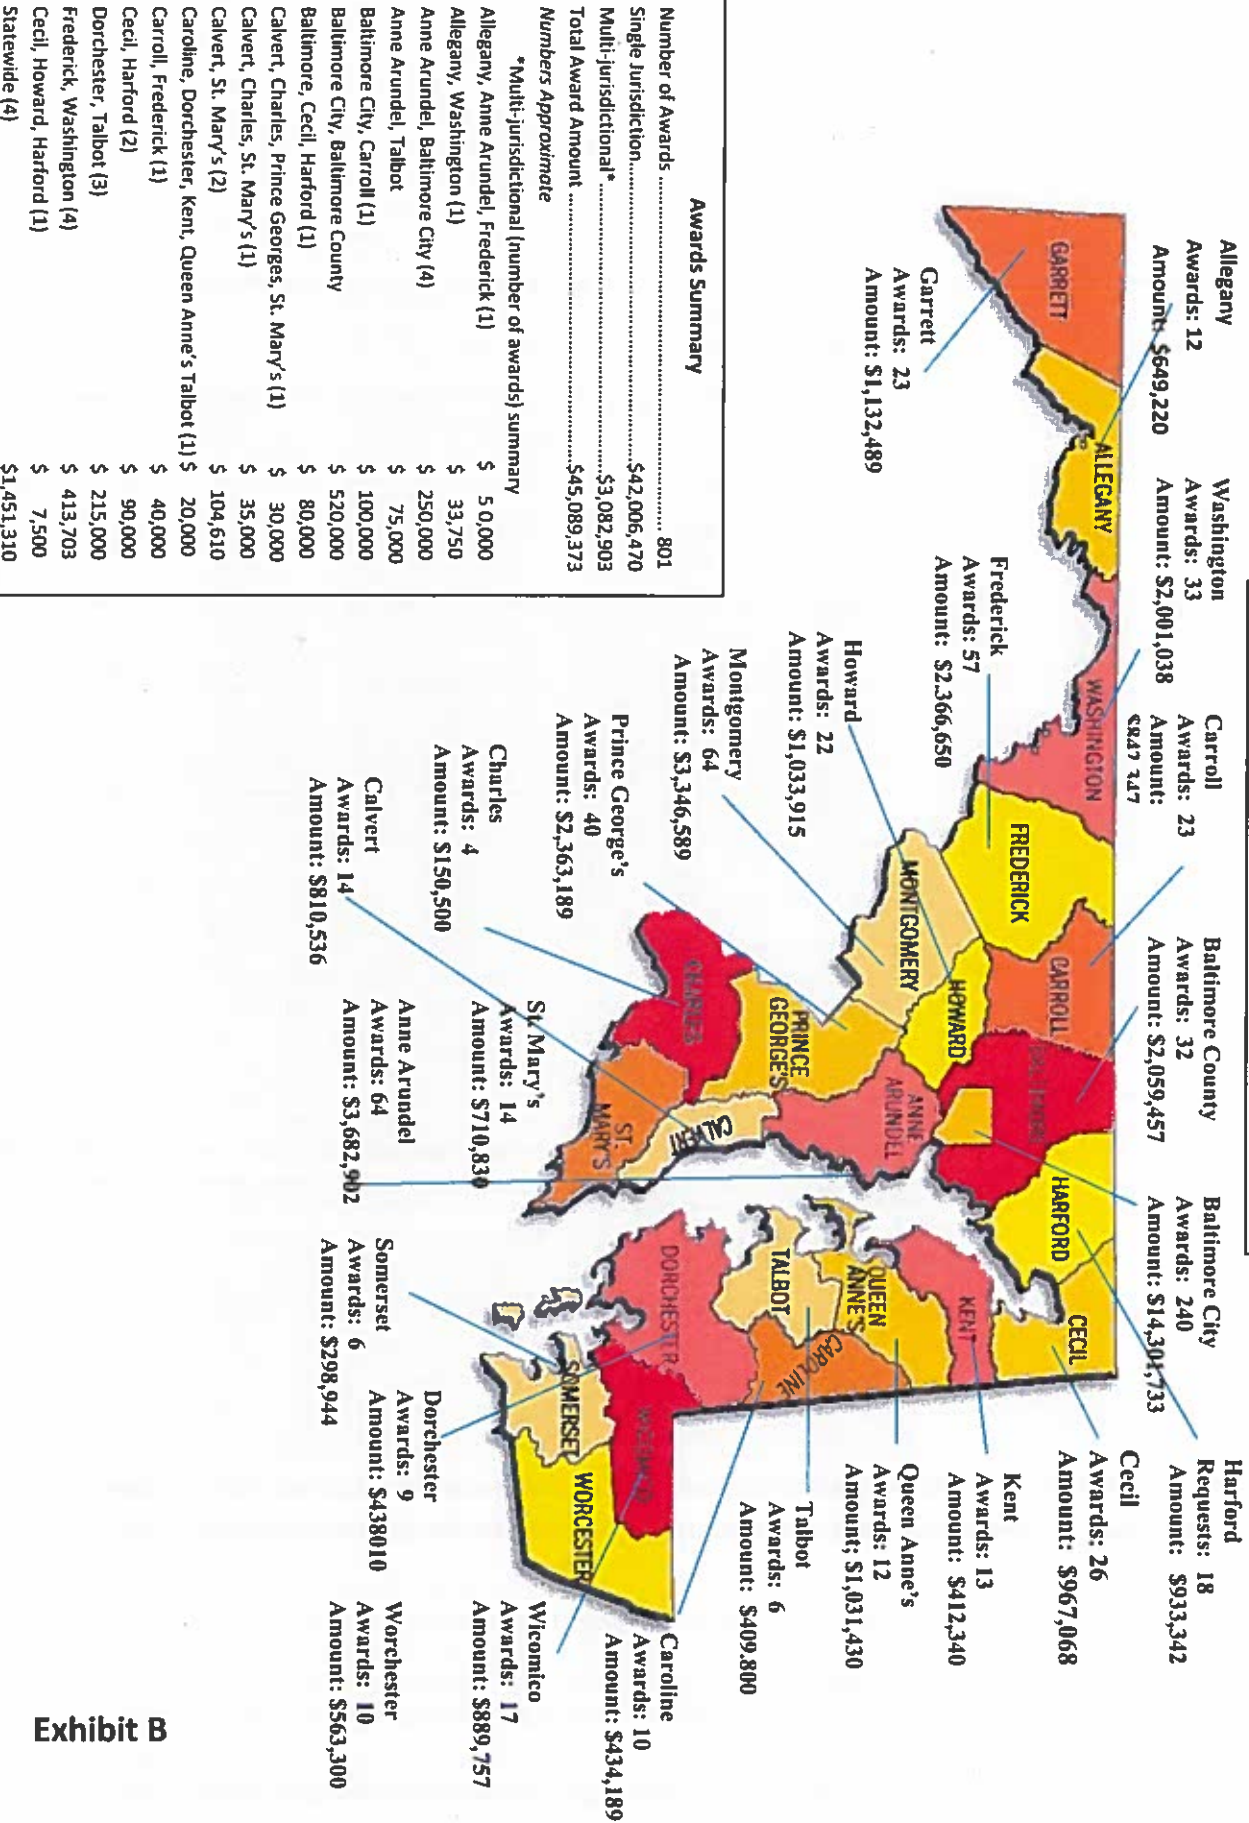 Allegany
Awards: 12
Amount: $649,220
Washington
Awards: 33
Amount: $2,001,038
Carroll
Awards: 23
Amount:
$847,347
Baltimore County
Awards: 32
Amount: $2,059,457
Baltimore City
Awards: 240
Amount: $14,301,733
Harford
Requests: 18
Amount: $933,342
Cecil
Awards: 26
Amount: $967,068
Kent
Awards: 13
Amount: $412,340
Queen Anne's
Awards: 12
Amount; $1,031,430
Talbot
Awards: 6
Amount: $409.800
Caroline
Awards: 10
Amount: $434,189
Wicomico
Awards: 17
Amount: $889,757
Worchester
Awards: 10
Amount: $563,300
Dorchester
Awards: 9
Amount: $438010
Somerset
Awards: 6
Amount: $298,944
Anne Arundel
Awards: 64
Amount: $3,682,902
St. Mary's
Awards: 14
Amount: $710,830
Calvert
Awards: 14
Amount: $810,536
Charles
Awards: 4
Amount: $150,500
Prince George's
Awards: 40
Amount: $2,363,189
Montgomery
Awards: 64
Amount: $3,346,589
Howard
Awards: 22
Amount: $1,033,915
Frederick
Awards: 57
Amount: $2.366,650
Garrett
Awards: 23
Amount: $1,132,489
GARRETT
ALLEGANY
WASHINGTON
FREDERICK
CARROLL
BALTIMORE
HARFORD
CECIL
MONTGOMERY
HOWARD
ANNE
ARUNDEL
PRINCE
GEORGE'S
CHARLES
CALVERT
ST.
MARY'S
KENT
QUEEN
ANNE'S
TALBOT
CAROLINE
DORCHESTER
WICOMICO
SOMERSET
WORCESTER
Awards Summary
Number of Awards ........ 801
Single Jurisdiction........$42,006,470
Multi-jurisdictional*........$3,082,903
Total Award Amount ........$45,089,373
Numbers Approximate
*Multi-jurisdictional (number of awards) summary
Allegany, Anne Arundel, Frederick (1) $ 5 0,000
Allegany, Washington (1) $ 33,750
Anne Arundel, Baltimore City (4) $ 250,000
Anne Arundel, Talbot $ 75,000
Baltimore City, Carroll (1) $ 100,000
Baltimore City, Baltimore County $ 520,000
Baltimore, Cecil, Harford (1) $ 80,000
Calvert, Charles, Prince Georges, St. Mary's (1) $ 30,000
Calvert, Charles, St. Mary's (1) $ 35,000
Calvert, St. Mary's (2) $ 104,610
Caroline, Dorchester, Kent, Queen Anne's Talbot (1) $ 20,000
Carroll, Frederick (1) $ 40,000
Cecil, Harford (2) $ 90,000
Dorchester, Talbot (3) $ 215,000
Frederick, Washington (4) $ 413,703
Cecil, Howard, Harford (1) $ 7,500
Statewide (4) $1,451,310
Exhibit B